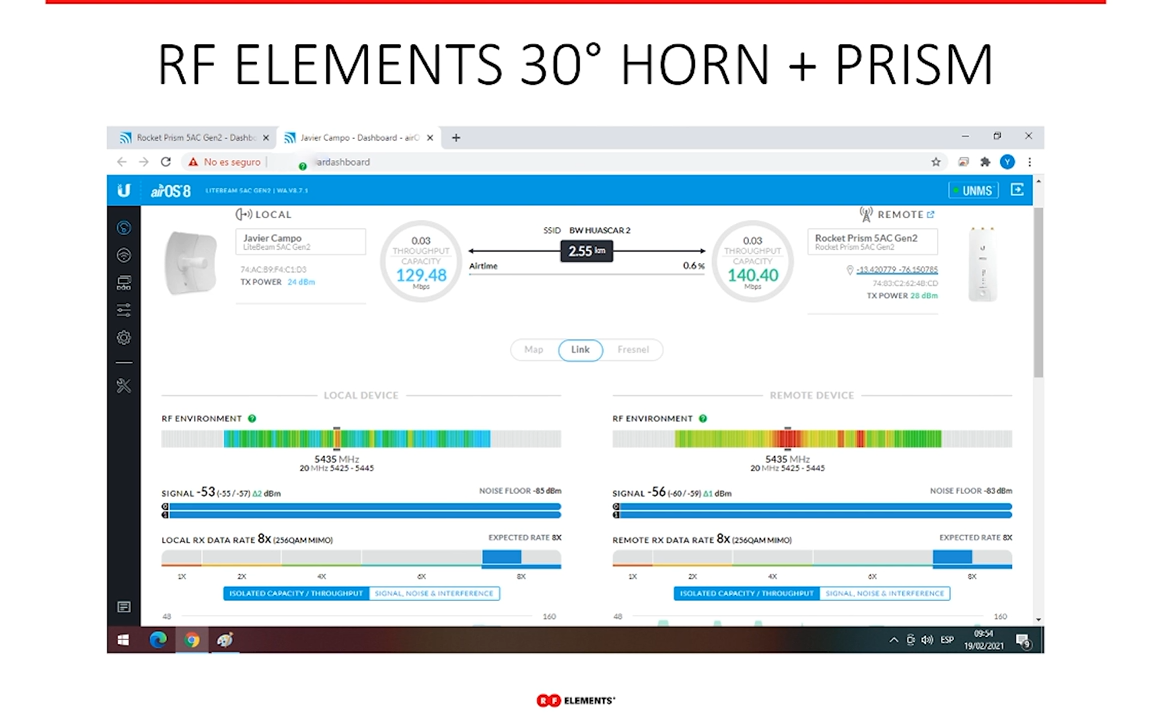 RF ELEMENTS 30° HORN + PRISM
Rocket Prism 5AC Gen2 - Dashbo
Javier Campo - Dashboard - airO
No es seguro
airdashboard
U airOS°8 LITEBEAM 5AC GEN2 | WA.V8.7.1
UNMS
LOCAL
REMOTE
Javier Campo
LiteBeam 5AC Gen2
74:AC:B9:F4:C1:D3
TX POWER 24 dBm
0.03
THROUGHPUT
CAPACITY
129.48
Mbps
SSID BW HUASCAR 2
2.55 km
Airtime 0.6 %
0.03
THROUGHPUT
CAPACITY
140.40
Mbps
Rocket Prism 5AC Gen2
Rocket Prism 5AC Gen2
-13.420779 -76.150785
74:83:C2:62:48:CD
TX POWER 28 dBm
Map Link Fresnel
LOCAL DEVICE
RF ENVIRONMENT
5435 MHz
20 MHz 5425 - 5445
SIGNAL -53 (-55 / -57) Δ2 dBm NOISE FLOOR -85 dBm
0
1
LOCAL RX DATA RATE 8x (256QAM MIMO) EXPECTED RATE 8X
1X 2X 4X 6X 8X
ISOLATED CAPACITY / THROUGHPUT SIGNAL, NOISE & INTERFERENCE
48 160
REMOTE DEVICE
RF ENVIRONMENT
5435 MHz
20 MHz 5425 - 5445
SIGNAL -56 (-60 / -59) Δ1 dBm NOISE FLOOR -83 dBm
0
1
REMOTE RX DATA RATE 8x (256QAM MIMO) EXPECTED RATE 8X
1X 2X 4X 6X 8X
ISOLATED CAPACITY / THROUGHPUT SIGNAL, NOISE & INTERFERENCE
48 160
ESP
09:54
19/02/2021
9
RF ELEMENTS